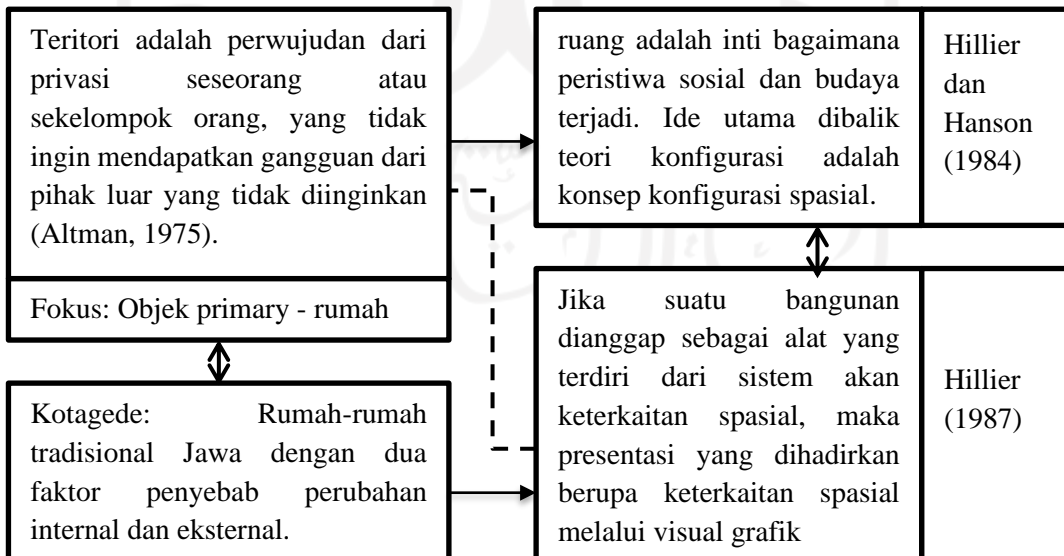 Teritori adalah perwujudan dari
privasi seseorang atau
sekelompok orang, yang tidak
ingin mendapatkan gangguan dari
pihak luar yang tidak diinginkan
(Altman, 1975).
Fokus: Objek primary - rumah
Kotagede: Rumah-rumah
tradisional Jawa dengan dua
faktor penyebab perubahan
internal dan eksternal.
ruang adalah inti bagaimana
peristiwa sosial dan budaya
terjadi. Ide utama dibalik
teori konfigurasi adalah
konsep konfigurasi spasial.
Hillier
dan
Hanson
(1984)
Jika suatu bangunan
dianggap sebagai alat yang
terdiri dari sistem akan
keterkaitan spasial, maka
presentasi yang dihadirkan
berupa keterkaitan spasial
melalui visual grafik
Hillier
(1987)